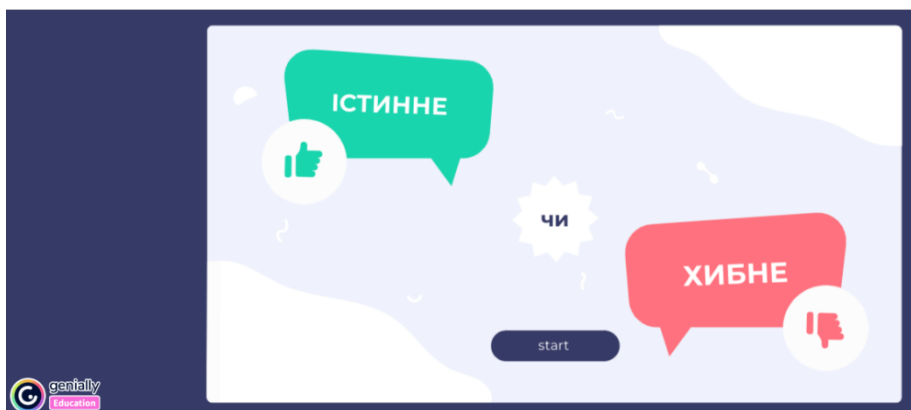 ІСТИННЕ
чи
ХИБНЕ
start
genially
Education